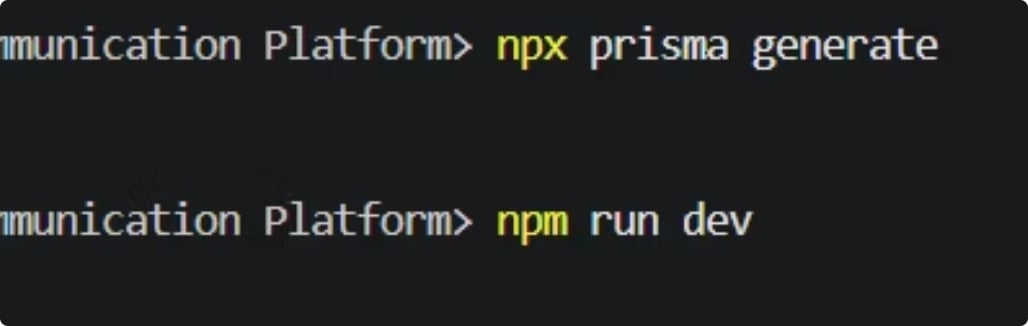 mmunication Platform> npx prisma generate
mmunication Platform> npm run dev